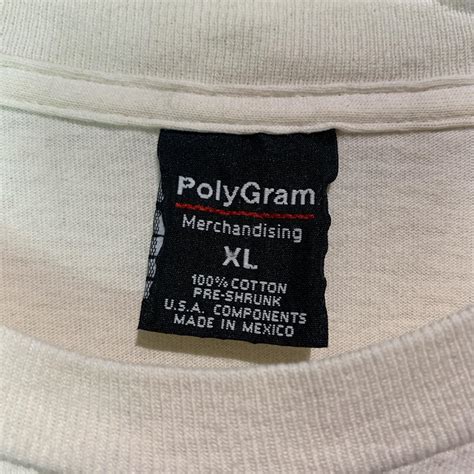 PolyGram
Merchandising
XL
100% COTTON
PRE-SHRUNK
U.S.A. COMPONENTS
MADE IN MEXICO